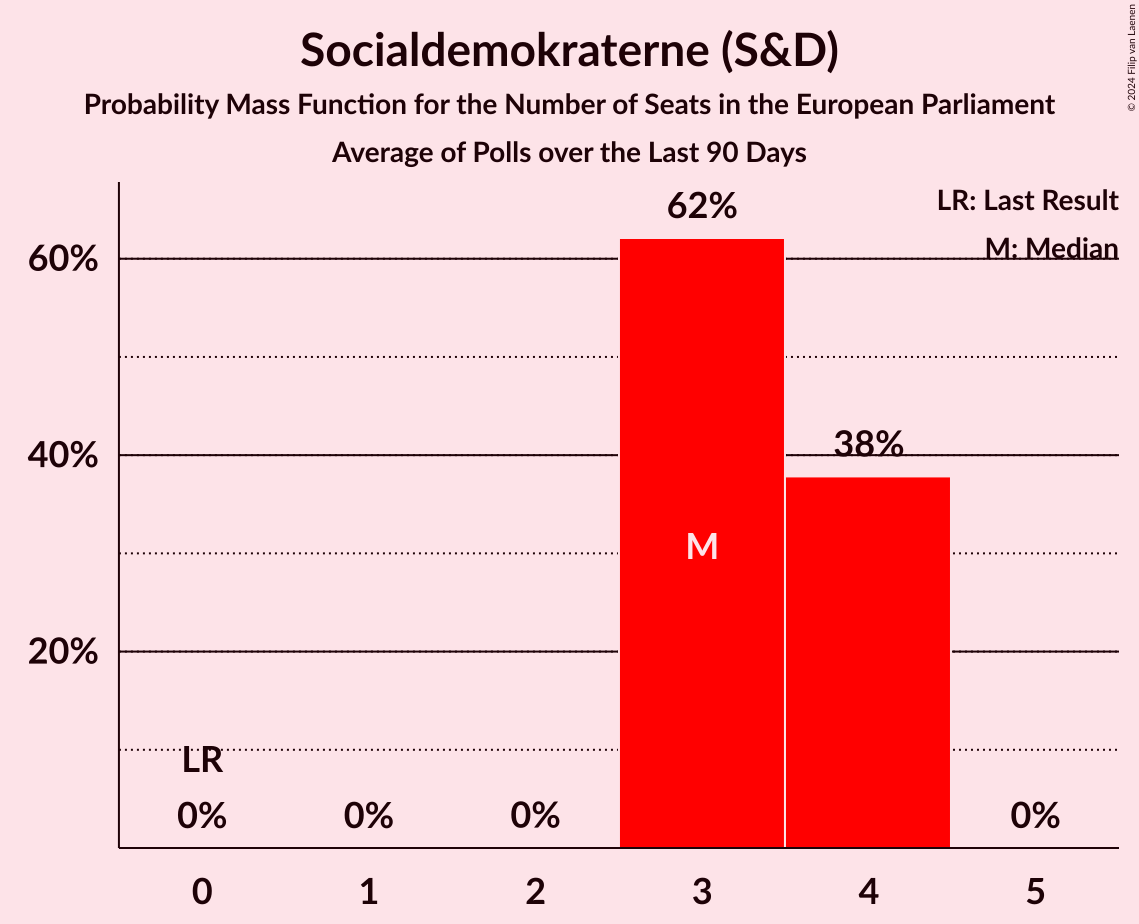 Socialdemokraterne (S&D)
Probability Mass Function for the Number of Seats in the European Parliament
Average of Polls over the Last 90 Days
© 2024 Filip van Laenen
LR: Last Result
M: Median
62%
60%
38%
40%
M
20%
LR
0%
0%
0%
0%
0
1
2
3
4
5